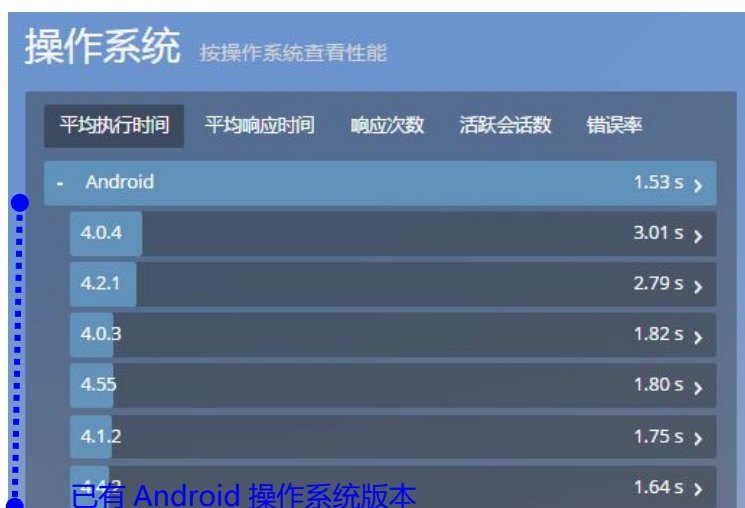 操作系统 按操作系统查看性能
平均执行时间 平均响应时间 响应次数 活跃会话数 错误率
- Android 1.53 s ›
4.0.4 3.01 s ›
4.2.1 2.79 s ›
4.0.3 1.82 s ›
4.55 1.80 s ›
4.1.2 1.75 s ›
1.64 s ›
已有 Android 操作系统版本